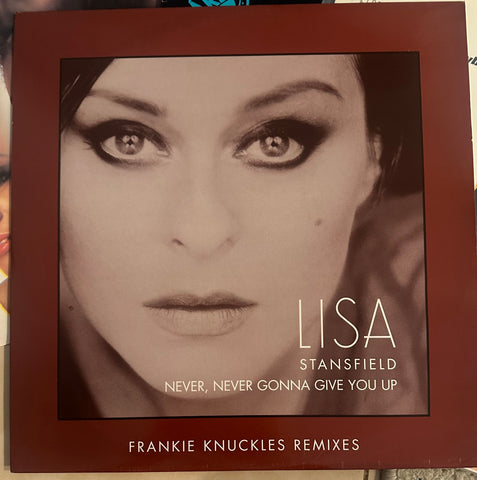 LISA
STANSFIELD
NEVER, NEVER GONNA GIVE YOU UP
FRANKIE KNUCKLES REMIXES